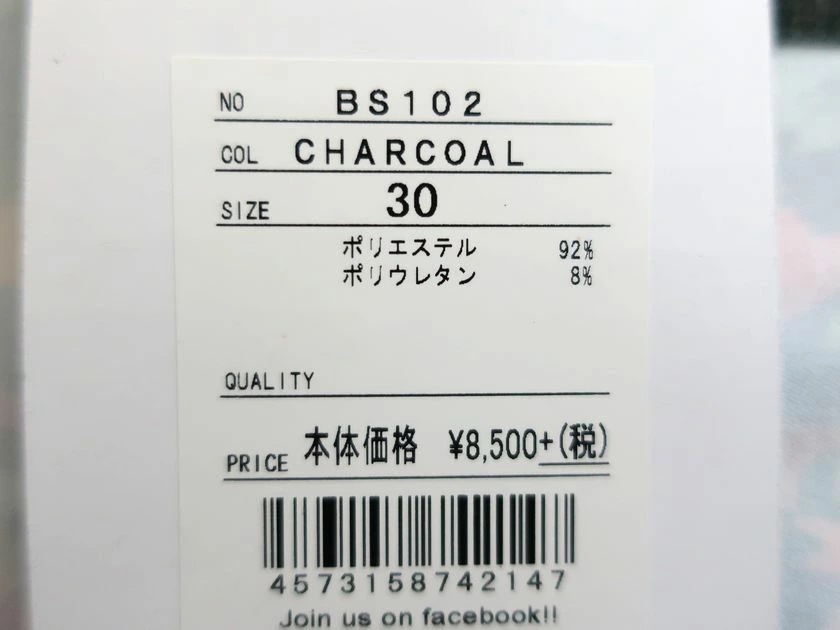 NO BS102
COL CHARCOAL
SIZE 30
ポリエステル 92%
ポリウレタン 8%
QUALITY
PRICE 本体価格 ¥8,500+(税)
4573158742147
Join us on facebook!!